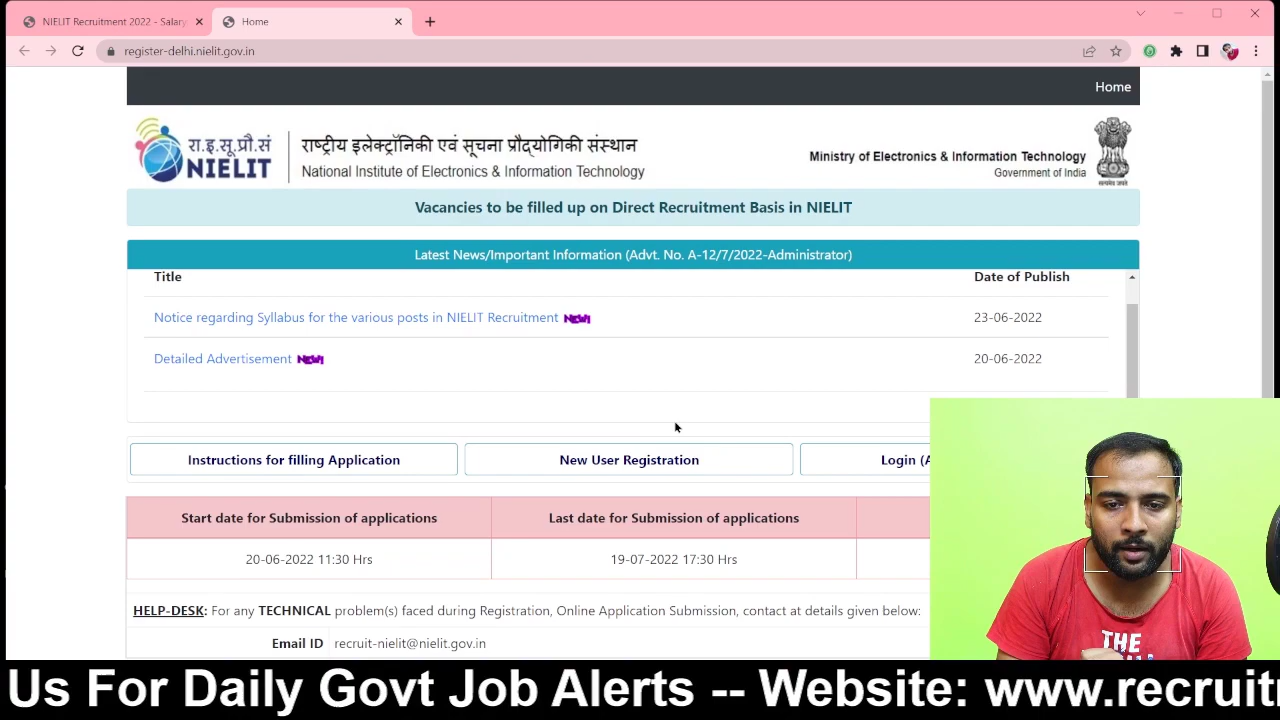 NIELIT Recruitment 2022 - Salary
Home
register-delhi.nielit.gov.in
Home
रा.इ.सू.प्रौ.सं
NIELIT
राष्ट्रीय इलेक्ट्रॉनिकी एवं सूचना प्रौद्योगिकी संस्थान
National Institute of Electronics & Information Technology
Ministry of Electronics & Information Technology
Government of India
सत्यमेव जयते
Vacancies to be filled up on Direct Recruitment Basis in NIELIT
Latest News/Important Information (Advt. No. A-12/7/2022-Administrator)
Title Date of Publish
Notice regarding Syllabus for the various posts in NIELIT Recruitment NEW! 23-06-2022
Detailed Advertisement NEW! 20-06-2022
Instructions for filling Application New User Registration Login (A
Start date for Submission of applications Last date for Submission of applications
20-06-2022 11:30 Hrs 19-07-2022 17:30 Hrs
HELP-DESK: For any TECHNICAL problem(s) faced during Registration, Online Application Submission, contact at details given below:
Email ID recruit-nielit@nielit.gov.in
THE
Us For Daily Govt Job Alerts -- Website: www.recruit